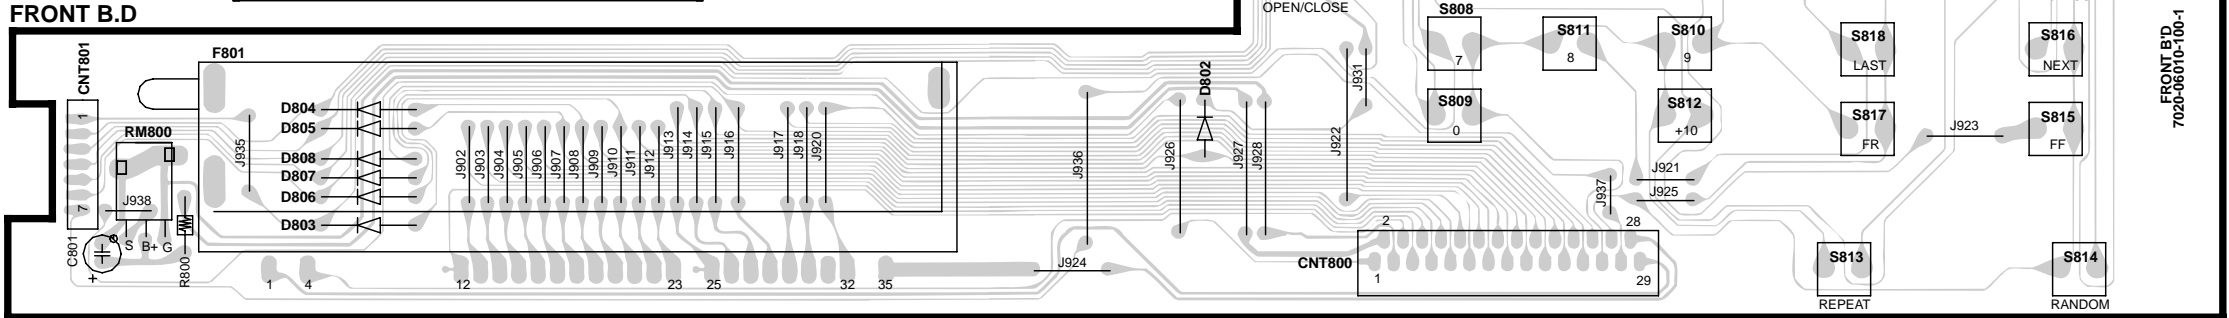 FRONT B.D
OPEN/CLOSE
CNT801
1
7
F801
RM800
J938
S B+ G
C801
+
R800
J935
D804
D805
D808
D807
D806
D803
J902
J903
J904
J905
J906
J907
J908
J909
J910
J911
J912
J913
J914
J915
J916
J917
J918
J920
1
4
12
23
25
32
35
J936
J924
J926
D802
J927
J928
J922
J931
CNT800
2
28
1
29
S808
7
S811
8
S810
9
S809
0
S812
+10
J937
J921
J925
S818
LAST
S817
FR
J923
S816
NEXT
S815
FF
S813
REPEAT
S814
RANDOM
FRONT B'D
7020-06010-100-1